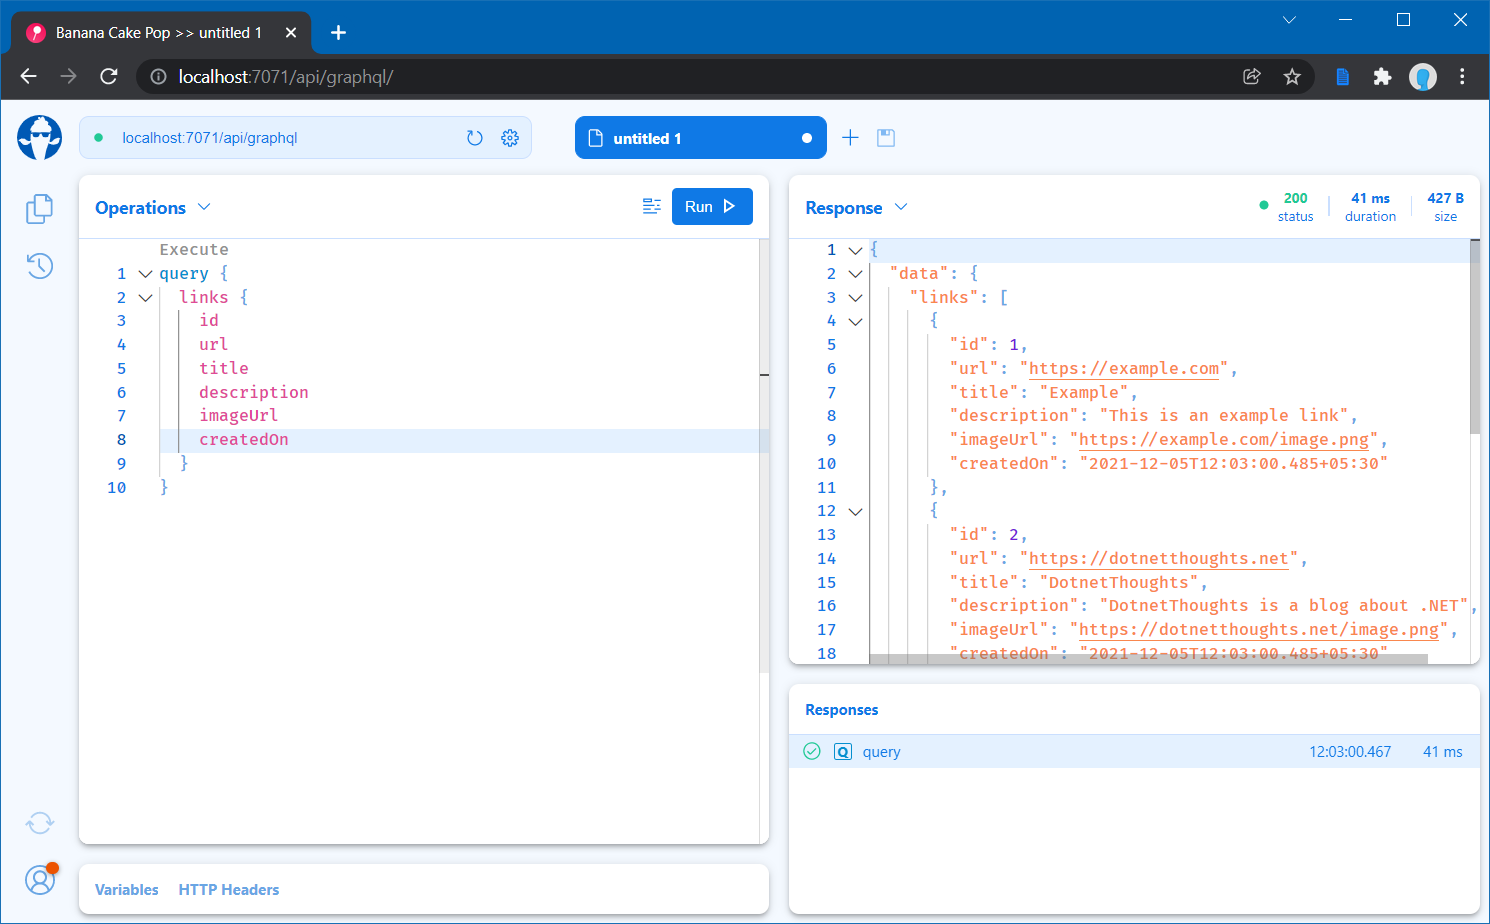 Banana Cake Pop >> untitled 1
localhost:7071/api/graphql/
localhost:7071/api/graphql
untitled 1
Operations
Run
Execute
1 query {
2 links {
3 id
4 url
5 title
6 description
7 imageUrl
8 createdOn
9 }
10 }
Variables HTTP Headers
Response
200 41 ms 427 B
status duration size
1 {
2 "data": {
3 "links": [
4 {
5 "id": 1,
6 "url": "https://example.com",
7 "title": "Example",
8 "description": "This is an example link",
9 "imageUrl": "https://example.com/image.png",
10 "createdOn": "2021-12-05T12:03:00.485+05:30"
11 },
12 {
13 "id": 2,
14 "url": "https://dotnetthoughts.net",
15 "title": "DotnetThoughts",
16 "description": "DotnetThoughts is a blog about .NET",
17 "imageUrl": "https://dotnetthoughts.net/image.png",
18 "createdOn": "2021-12-05T12:03:00.485+05:30"
Responses
Q query 12:03:00.467 41 ms